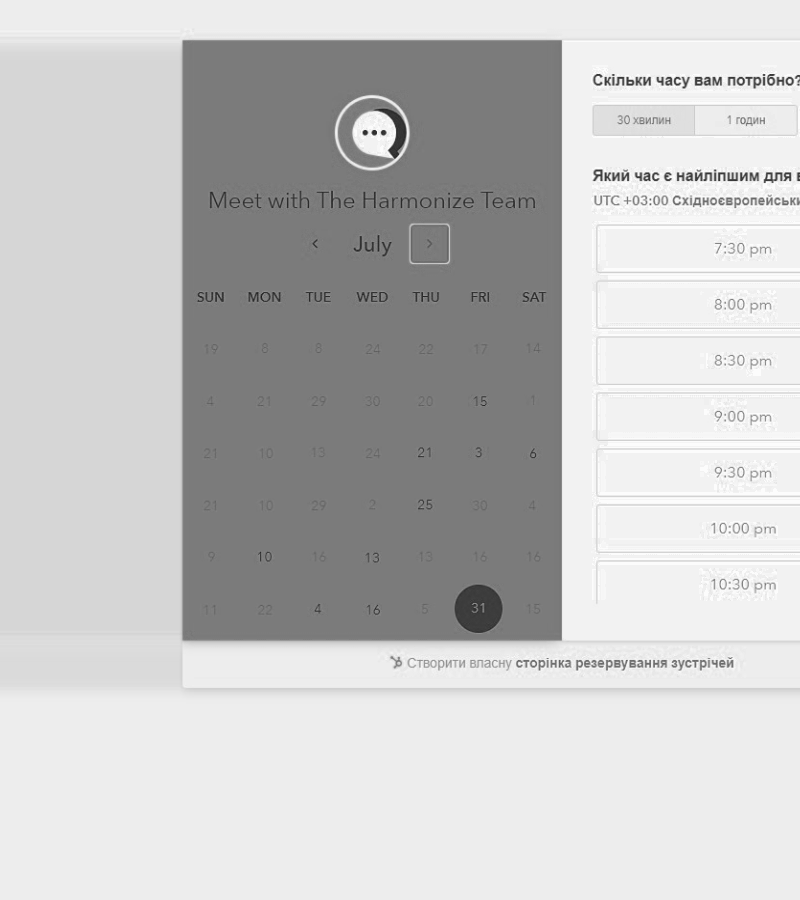 Meet with The Harmonize Team
July
SUN MON TUE WED THU FRI SAT
19 8 8 24 22 17 14
4 21 29 30 20 15 1
21 10 13 24 21 3 6
21 10 29 2 25 30 4
9 10 16 13 13 16 16
11 22 4 16 5 31 15
Скільки часу вам потрібно?
30 хвилин 1 годин
Який час є найліпшим для
UTC +03:00 Східноєвропейськ
7:30 pm
8:00 pm
8:30 pm
9:00 pm
9:30 pm
10:00 pm
10:30 pm
Створити власну сторінка резервування зустрічей